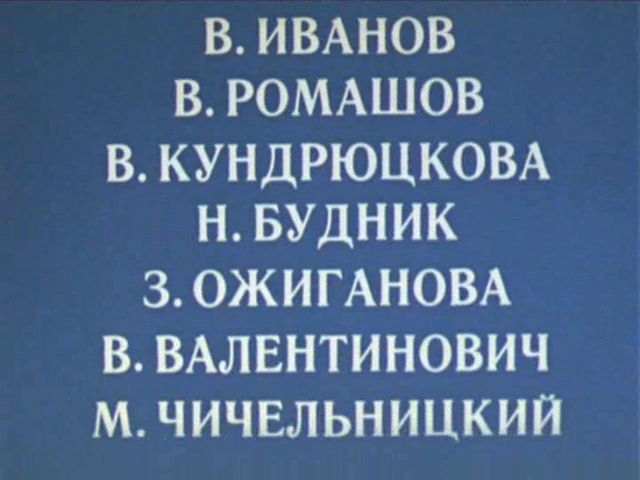 В. ИВАНОВ
В. РОМАШОВ
В. КУНДРЮЦКОВА
Н. БУДНИК
З. ОЖИГАНОВА
В. ВАЛЕНТИНОВИЧ
М. ЧИЧЕЛЬНИЦКИЙ